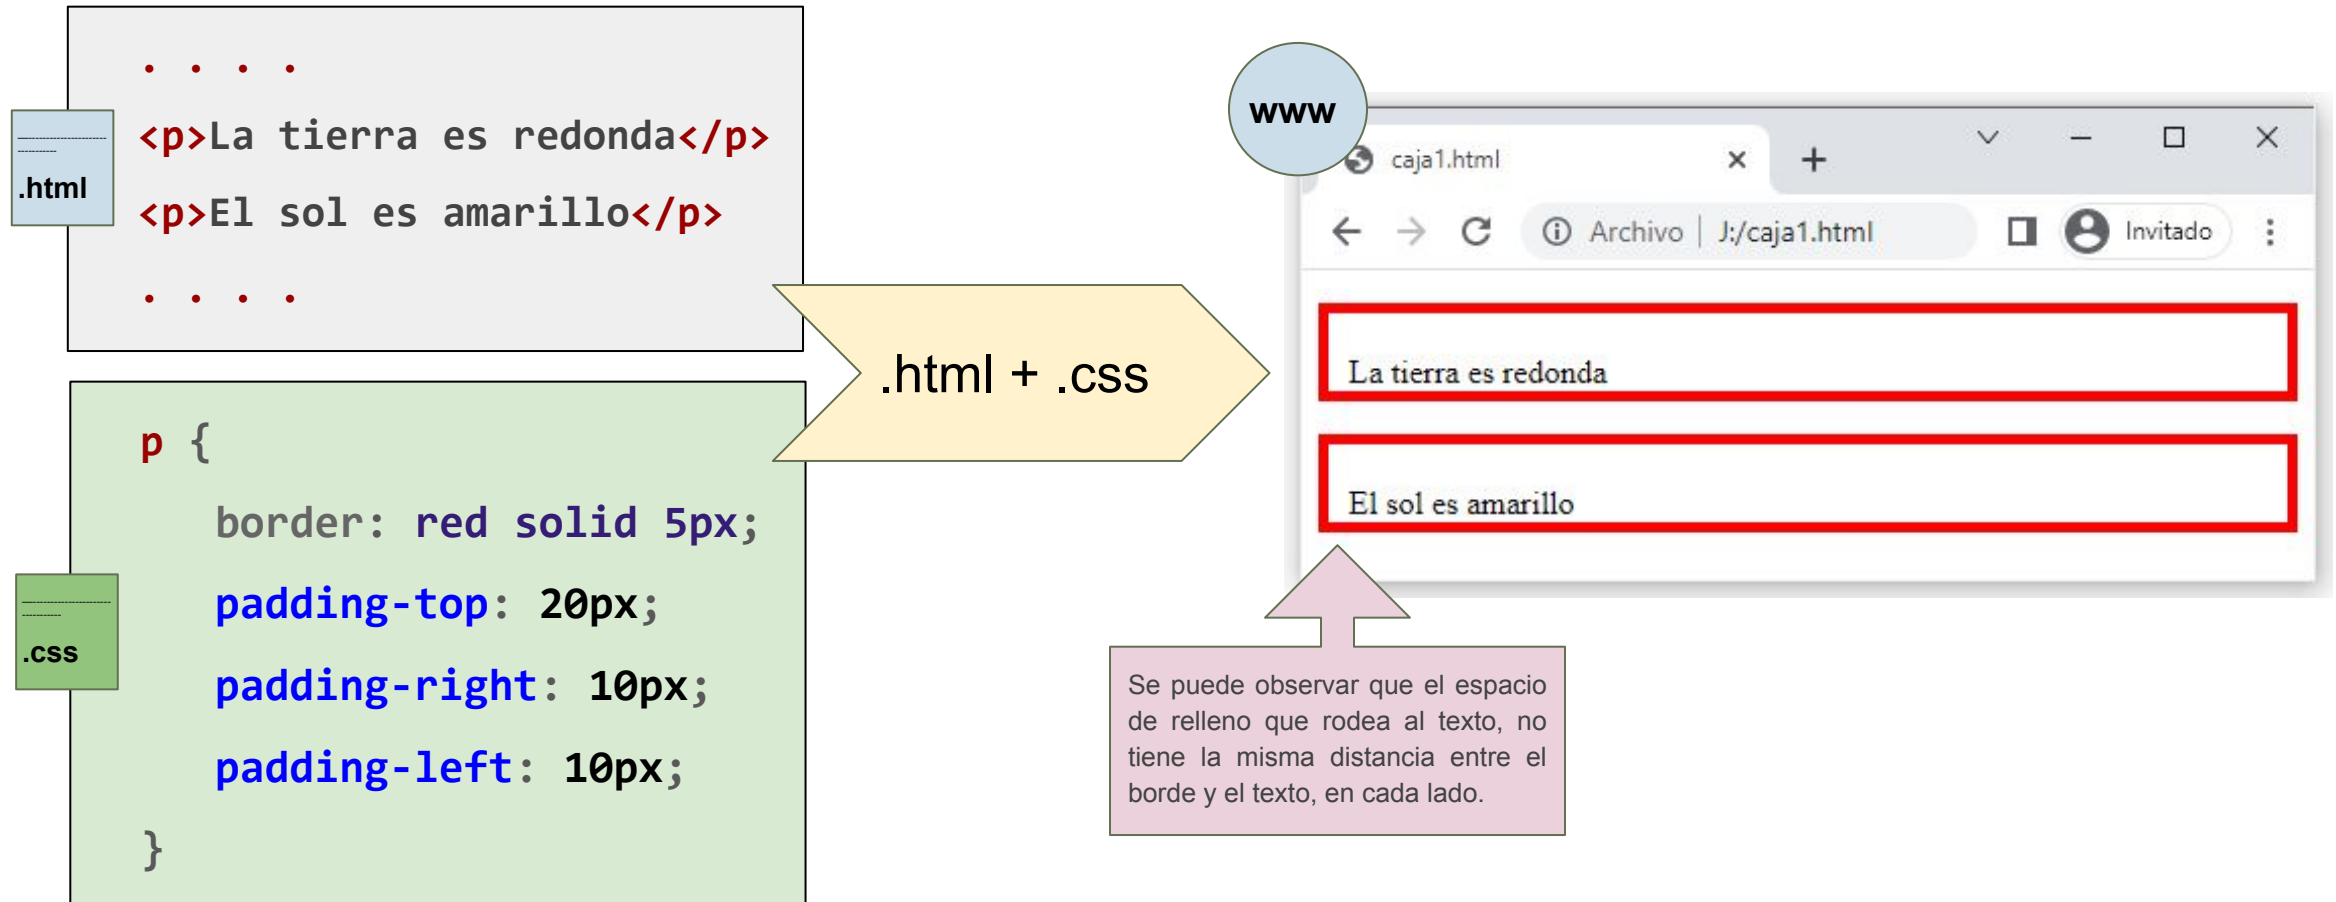 . . . .
<p>La tierra es redonda</p>
<p>El sol es amarillo</p>
. . . .
.html
p {
border: red solid 5px;
padding-top: 20px;
padding-right: 10px;
padding-left: 10px;
}
.css
.html + .css
www
caja1.html
Archivo | J:/caja1.html
Invitado
La tierra es redonda
El sol es amarillo
Se puede observar que el espacio
de relleno que rodea al texto, no
tiene la misma distancia entre el
borde y el texto, en cada lado.